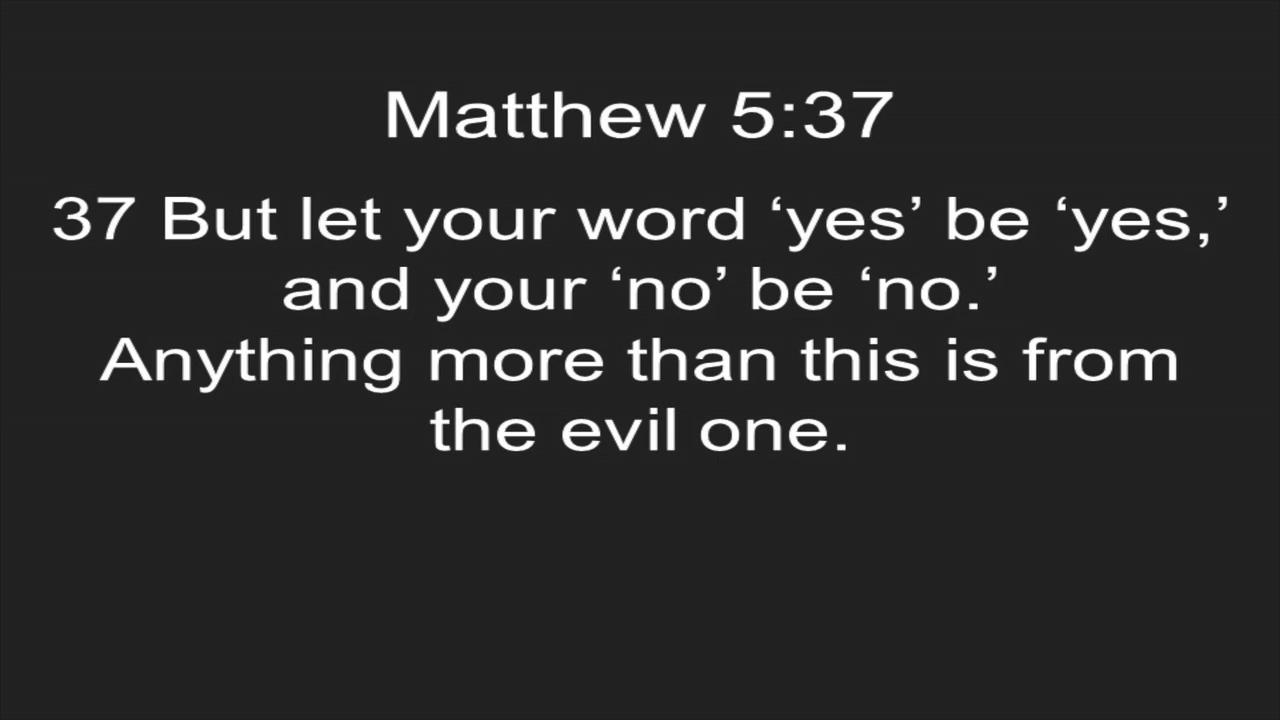 Matthew 5:37
37 But let your word ‘yes’ be ‘yes,’
and your ‘no’ be ‘no.’
Anything more than this is from
the evil one.